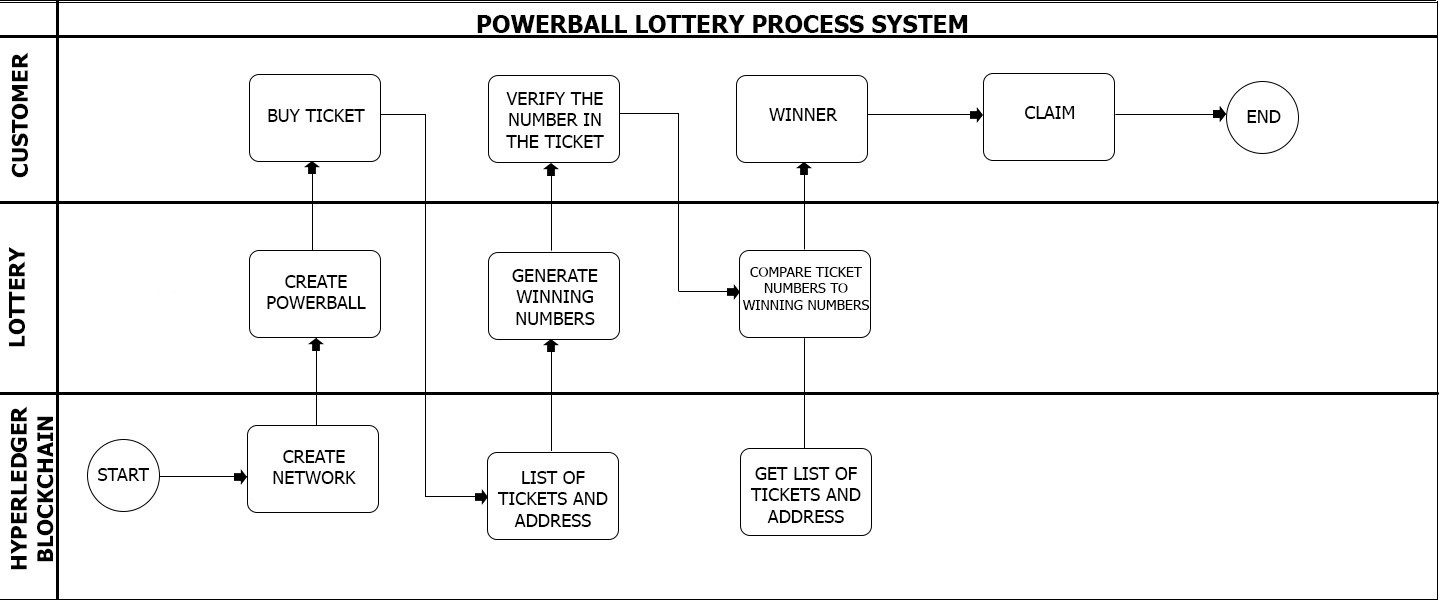 POWERBALL LOTTERY PROCESS SYSTEM
CUSTOMER
BUY TICKET
VERIFY THE
NUMBER IN
THE TICKET
WINNER
CLAIM
END
LOTTERY
CREATE
POWERBALL
GENERATE
WINNING
NUMBERS
COMPARE TICKET
NUMBERS TO
WINNING NUMBERS
HYPERLEDGER
BLOCKCHAIN
START
CREATE
NETWORK
LIST OF
TICKETS AND
ADDRESS
GET LIST OF
TICKETS AND
ADDRESS